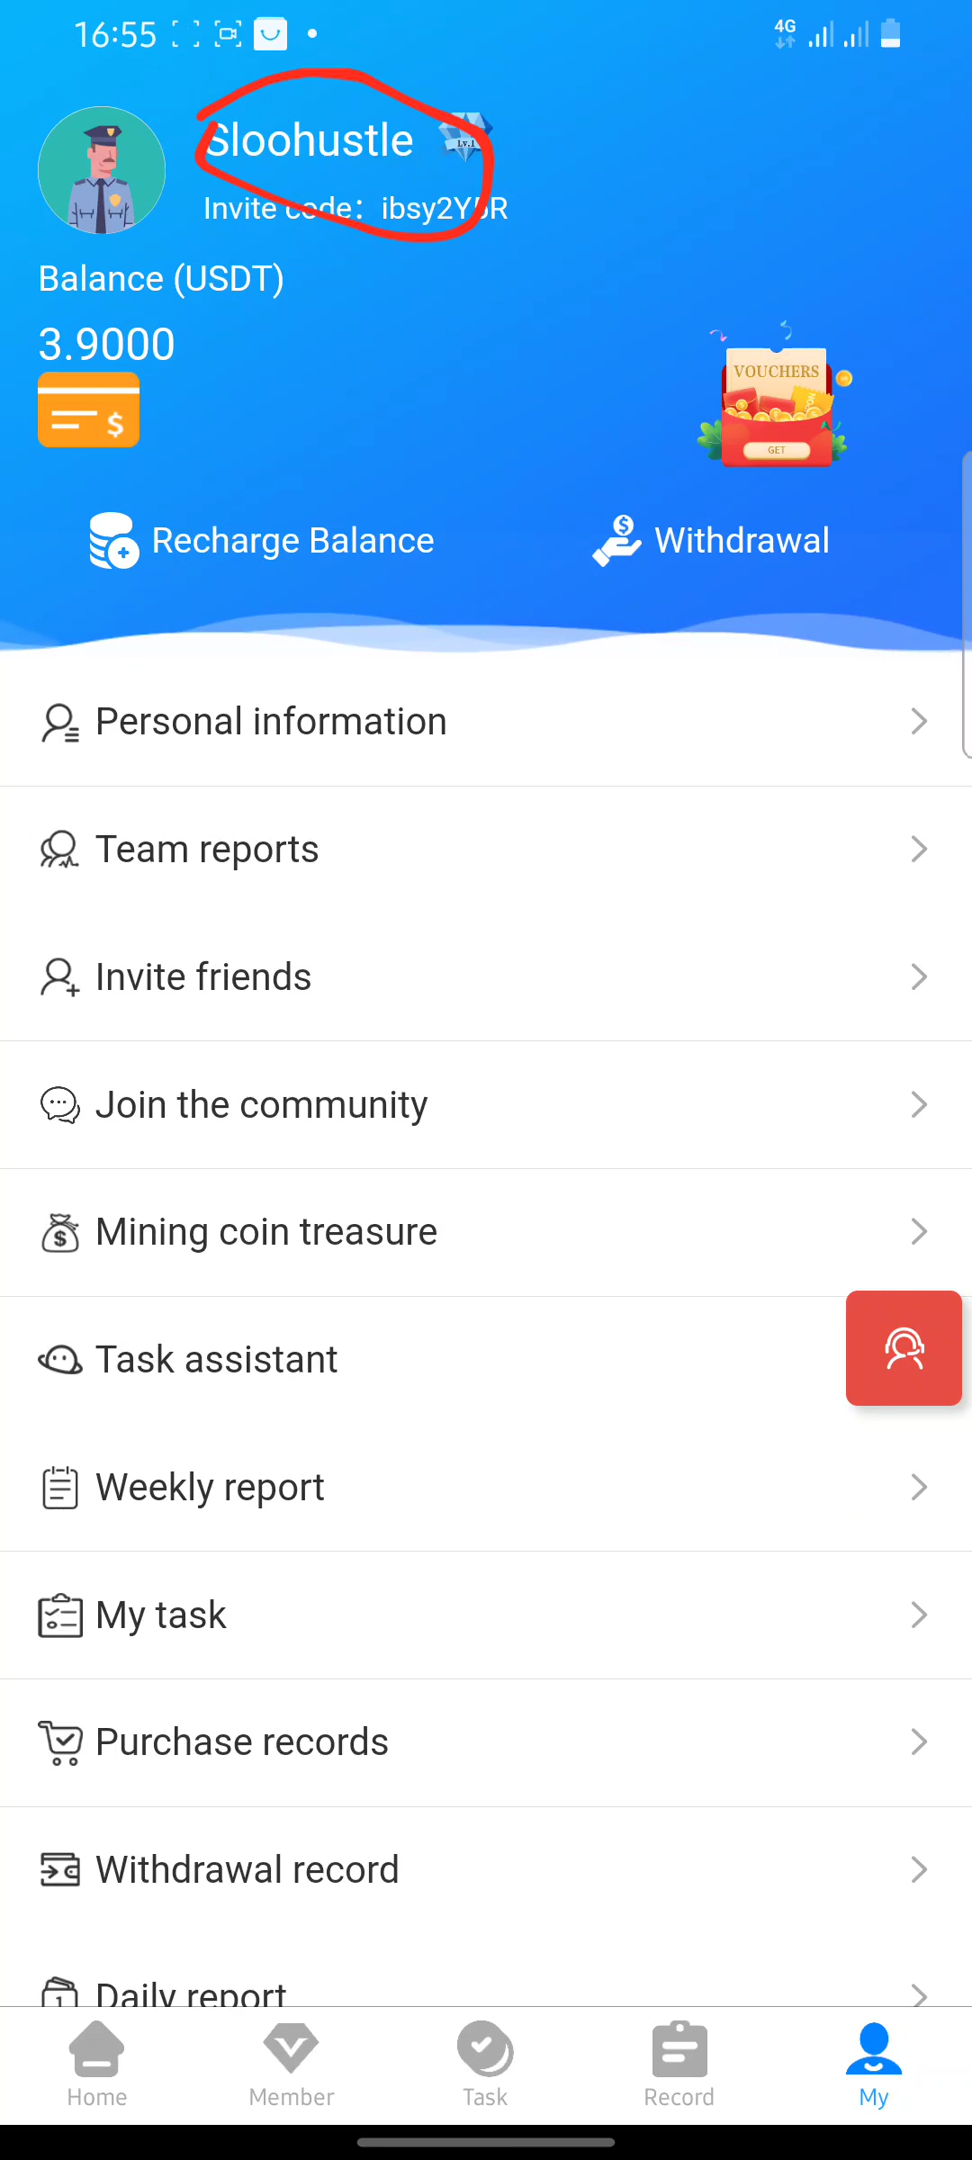 16:55
4G
Sloohustle
Lv.1
Invite code: ibsy2Y5R
Balance (USDT)
3.9000
VOUCHERS
GET
Recharge Balance
Withdrawal
Personal information
Team reports
Invite friends
Join the community
Mining coin treasure
Task assistant
Weekly report
My task
Purchase records
Withdrawal record
Daily report
Home
Member
Task
Record
My